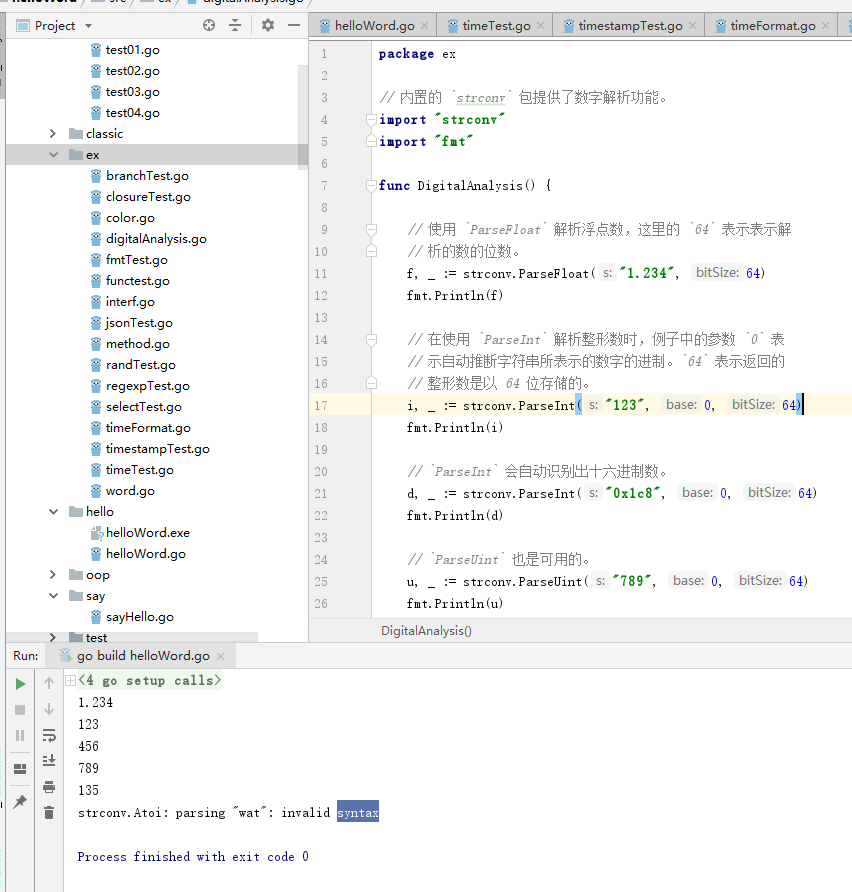 Project
helloWord.go
timeTest.go
timestampTest.go
timeFormat.go
test01.go
test02.go
test03.go
test04.go
classic
ex
branchTest.go
closureTest.go
color.go
digitalAnalysis.go
fmtTest.go
functest.go
interf.go
jsonTest.go
method.go
randTest.go
regexpTest.go
selectTest.go
timeFormat.go
timestampTest.go
timeTest.go
word.go
hello
helloWord.exe
helloWord.go
oop
say
sayHello.go
test
1 package ex
2
3 // 内置的 `strconv` 包提供了数字解析功能。
4 import "strconv"
5 import "fmt"
6
7 func DigitalAnalysis() {
8
9 // 使用 `ParseFloat` 解析浮点数，这里的 `64` 表示表示解
10 // 析的数的位数。
11 f, _ := strconv.ParseFloat( s: "1.234", bitSize: 64)
12 fmt.Println(f)
13
14 // 在使用 `ParseInt` 解析整形数时，例子中的参数 `0` 表
15 // 示自动推断字符串所表示的数字的进制。`64` 表示返回的
16 // 整形数是以 64 位存储的。
17 i, _ := strconv.ParseInt( s: "123", base: 0, bitSize: 64)
18 fmt.Println(i)
19
20 // `ParseInt` 会自动识别出十六进制数。
21 d, _ := strconv.ParseInt( s: "0x1c8", base: 0, bitSize: 64)
22 fmt.Println(d)
23
24 // `ParseUint` 也是可用的。
25 u, _ := strconv.ParseUint( s: "789", base: 0, bitSize: 64)
26 fmt.Println(u)
DigitalAnalysis()
Run: go build helloWord.go
<4 go setup calls>
1.234
123
456
789
135
strconv.Atoi: parsing "wat": invalid syntax
Process finished with exit code 0